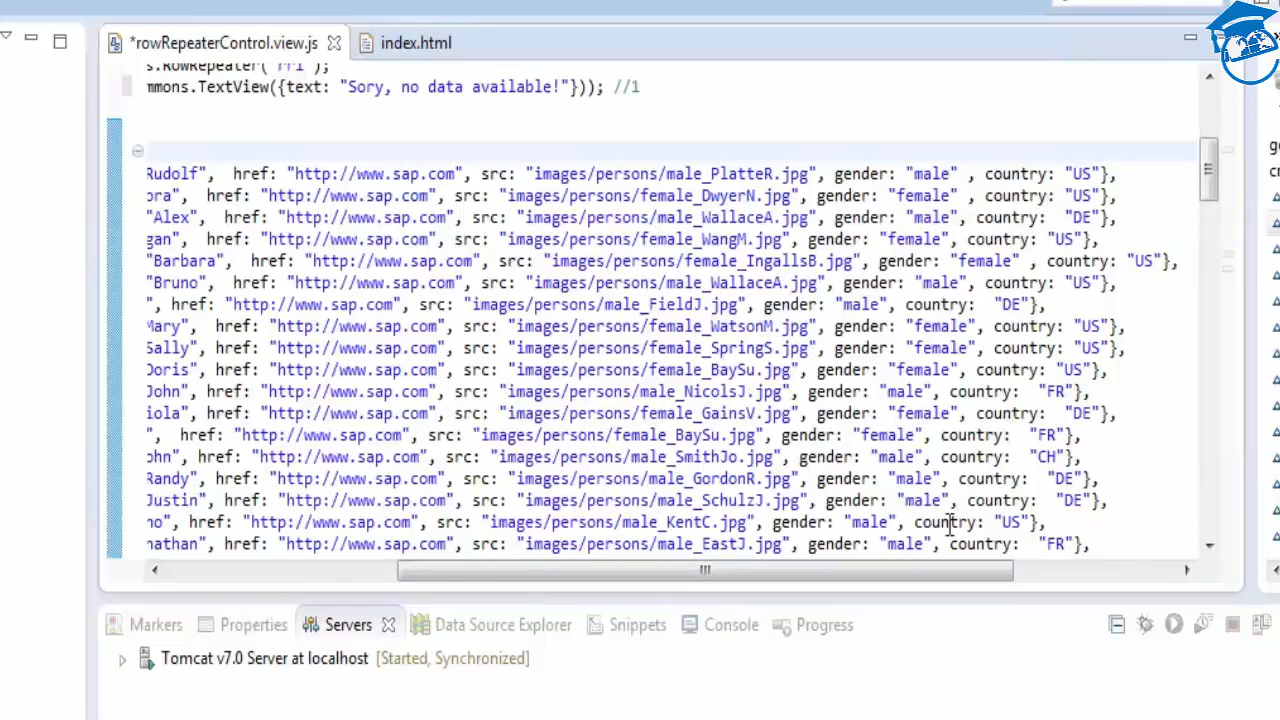 *rowRepeaterControl.view.js index.html
s.RowRepeater("rr1");
mmons.TextView({text: "Sory, no data available!"})); //1
Rudolf", href: "http://www.sap.com", src: "images/persons/male_PlatteR.jpg", gender: "male" , country: "US"},
ora", href: "http://www.sap.com", src: "images/persons/female_DwyerN.jpg", gender: "female" , country: "US"},
"Alex", href: "http://www.sap.com", src: "images/persons/male_WallaceA.jpg", gender: "male", country: "DE"},
gan", href: "http://www.sap.com", src: "images/persons/female_WangM.jpg", gender: "female", country: "US"},
"Barbara", href: "http://www.sap.com", src: "images/persons/female_IngallsB.jpg", gender: "female" , country: "US"},
"Bruno", href: "http://www.sap.com", src: "images/persons/male_WallaceA.jpg", gender: "male", country: "US"},
", href: "http://www.sap.com", src: "images/persons/male_FieldJ.jpg", gender: "male", country: "DE"},
Mary", href: "http://www.sap.com", src: "images/persons/female_WatsonM.jpg", gender: "female", country: "US"},
Sally", href: "http://www.sap.com", src: "images/persons/female_SpringS.jpg", gender: "female", country: "US"},
Doris", href: "http://www.sap.com", src: "images/persons/female_BaySu.jpg", gender: "female", country: "US"},
John", href: "http://www.sap.com", src: "images/persons/male_NicolsJ.jpg", gender: "male", country: "FR"},
iola", href: "http://www.sap.com", src: "images/persons/female_GainsV.jpg", gender: "female", country: "DE"},
", href: "http://www.sap.com", src: "images/persons/female_BaySu.jpg", gender: "female", country: "FR"},
ohn", href: "http://www.sap.com", src: "images/persons/male_SmithJo.jpg", gender: "male", country: "CH"},
Randy", href: "http://www.sap.com", src: "images/persons/male_GordonR.jpg", gender: "male", country: "DE"},
Justin", href: "http://www.sap.com", src: "images/persons/male_SchulzJ.jpg", gender: "male", country: "DE"},
no", href: "http://www.sap.com", src: "images/persons/male_KentC.jpg", gender: "male", country: "US"},
nathan", href: "http://www.sap.com", src: "images/persons/male_EastJ.jpg", gender: "male", country: "FR"},
Markers Properties Servers Data Source Explorer Snippets Console Progress
Tomcat v7.0 Server at localhost [Started, Synchronized]